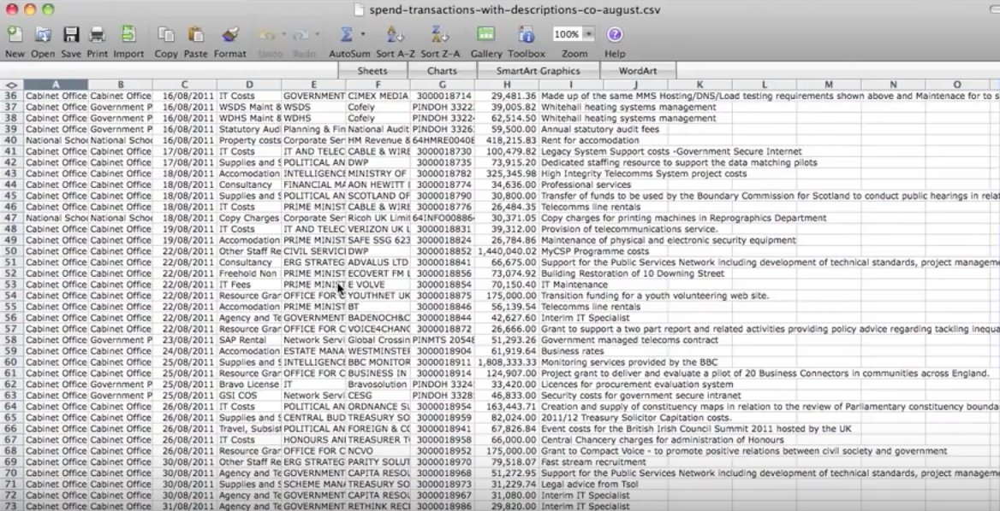 spend-transactions-with-descriptions-co-august.csv
New Open Save Print Import Copy Paste Format Undo Redo AutoSum Sort A-Z Sort Z-A Gallery Toolbox 100% Zoom Help
Sheets Charts SmartArt Graphics WordArt
A B C D E F G H I J K L M N O
36 Cabinet Office Cabinet Office 16/08/2011 IT Costs GOVERNMENT CIMEX MEDIA 3000018714 29,481.36 Made up of the same MMS Hosting/DNS/Load testing requirements shown above and Maintenace for to s
37 Cabinet Office Government P 16/08/2011 WSDS Maint & WSDS Cofely PINDOH 3322 39,005.82 Whitehall heating systems management
38 Cabinet Office Government P 16/08/2011 WDHS Maint & WDHS Cofely PINDOH 3322 62,514.50 Whitehall heating systems management
39 Cabinet Office Government P 16/08/2011 Statutory Aud Planning & Fin National Audit PINDOH 3326 59,500.00 Annual statutory audit fees
40 National Schoo National Schoo 16/08/2011 Property costs Corporate Ser HM Revenue & 64HMRE00408 418,215.83 Rent for accomodation
41 Cabinet Office Cabinet Office 17/08/2011 IT Costs IT AND TELEC CABLE & WIRE 3000018730 100,479.82 Legacy System Support costs -Government Secure Internet
42 Cabinet Office Cabinet Office 17/08/2011 Supplies and S POLITICAL AN DWP 3000018735 73,915.20 Dedicated staffing resource to support the data matching pilots
43 Cabinet Office Cabinet Office 18/08/2011 Accomodation INTELLIGENCE MINISTRY OF 3000018782 325,345.98 High Integrity Telecomms System project costs
44 Cabinet Office Cabinet Office 18/08/2011 Consultancy FINANCIAL MA AON HEWITT L 3000018774 34,636.00 Professional services
45 Cabinet Office Cabinet Office 18/08/2011 Supplies and S POLITICAL AN SCOTLAND OF 3000018790 30,800.00 Transfer of funds to be used by the Boundary Commission for Scotland to conduct public hearings in relat
46 Cabinet Office Cabinet Office 18/08/2011 IT Costs PRIME MINIST CABLE & WIRE 3000018776 26,484.35 Telecomms line rentals
47 National Schoo National Schoo 18/08/2011 Copy Charges Corporate Ser Ricoh UK Limit 64INFO000886 30,371.05 Copy charges for printing machines in Reprographics Department
48 Cabinet Office Cabinet Office 19/08/2011 IT Costs IT AND TELEC VERIZON UK L 3000018831 39,312.00 Provision of telecommunications service.
49 Cabinet Office Cabinet Office 19/08/2011 Accomodation PRIME MINIST SAFE SSG 623 3000018824 26,784.86 Maintenance of physical and electronic security equipment
50 Cabinet Office Cabinet Office 22/08/2011 Other Staff Re CIVIL SERVICI DWP 3000018852 1,440,040.02 MyCSP Programme costs
51 Cabinet Office Cabinet Office 22/08/2011 Consultancy ERG STRATEG ADVALUS LTD 3000018841 66,675.00 Support for the Public Services Network including development of technical standards, project managem
52 Cabinet Office Cabinet Office 22/08/2011 Freehold Non PRIME MINIST ECOVERT FM L 3000018856 73,074.92 Building Restoration of 10 Downing Street
53 Cabinet Office Cabinet Office 22/08/2011 IT Fees PRIME MINIST E VOLVE 3000018854 70,150.40 IT Maintenance
54 Cabinet Office Cabinet Office 22/08/2011 Resource Gran OFFICE FOR C YOUTHNET UK 3000018875 175,000.00 Transition funding for a youth volunteering web site.
55 Cabinet Office Cabinet Office 22/08/2011 Accomodation PRIME MINIST BT 3000018846 56,139.54 Telecomms line rentals
56 Cabinet Office Cabinet Office 22/08/2011 Agency and Te GOVERNMENT BADENOCH&C 3000018844 42,627.60 Interim IT Specialist
57 Cabinet Office Cabinet Office 22/08/2011 Resource Gran OFFICE FOR C VOICE4CHANG 3000018872 26,666.00 Grant to support a two part report and related activities providing policy advice regarding tackling inequa
58 Cabinet Office Government P 23/08/2011 SAP Rental Network Servi Global Crossin PINMTS 20548 51,293.26 Government managed telecoms contract
59 Cabinet Office Cabinet Office 24/08/2011 Accomodation ESTATE MANA WESTMINSTER 3000018904 61,919.64 Business rates
60 Cabinet Office Cabinet Office 25/08/2011 Supplies and S INTELLIGENCE BBC MONITOR 3000018911 1,808,333.33 Monitoring services provided by the BBC
61 Cabinet Office Cabinet Office 25/08/2011 Resource Gran OFFICE FOR C BUSINESS IN 3000018914 124,907.00 Project grant to deliver and evaluate a pilot of 20 Business Connectors in communities across England.
62 Cabinet Office Government P 25/08/2011 Bravo License IT Bravosolution PINDOH 3324 33,420.00 Licences for procurement evaluation system
63 Cabinet Office Government P 25/08/2011 GSI COS Network Servi CESG PINDOH 3328 46,833.00 Security costs for government secure intranet
64 Cabinet Office Cabinet Office 26/08/2011 IT Costs POLITICAL AN ORDNANCE SU 3000018954 163,443.71 Creation and supply of constituency maps in relation to the review of Parliamentary constituency bounda
65 Cabinet Office Cabinet Office 26/08/2011 Supplies and S CENTRAL BUD TREASURY SO 3000018959 82,024.00 2011/12 Treasury Solicitor Capitation costs.
66 Cabinet Office Cabinet Office 26/08/2011 Travel, Subsis POLITICAL AN FOREIGN & CO 3000018941 67,826.84 Event costs for the British Irish Council Summit 2011 hosted by the UK
67 Cabinet Office Cabinet Office 26/08/2011 IT Costs HONOURS ANI TREASURER T 3000018958 66,000.00 Central Chancery charges for administration of Honours
68 Cabinet Office Cabinet Office 26/08/2011 Resource Gran OFFICE FOR C NCVO 3000018952 175,000.00 Grant to Compact Voice - to promote positive relations between civil society and government
69 Cabinet Office Cabinet Office 30/08/2011 Other Staff Re ERG STRATEG PARITY SOLUT 3000018970 79,518.07 Fast stream recruitment
70 Cabinet Office Cabinet Office 30/08/2011 Agency and Te GOVERNMENT CAPITA RESOU 3000018968 51,272.95 Support for the Public Services Network including development of technical standards, project managem
71 Cabinet Office Cabinet Office 30/08/2011 Agency and Te SCHEME MANA TREASURY SO 3000018973 31,229.74 Legal advice from Tsol
72 Cabinet Office Cabinet Office 30/08/2011 Agency and Te GOVERNMENT CAPITA RESOU 3000018967 31,080.00 Interim IT Specialist
73 Cabinet Office Cabinet Office 31/08/2011 Agency and Te GOVERNMENT RETHINK RECI 3000018986 29,820.00 Interim IT Specialist